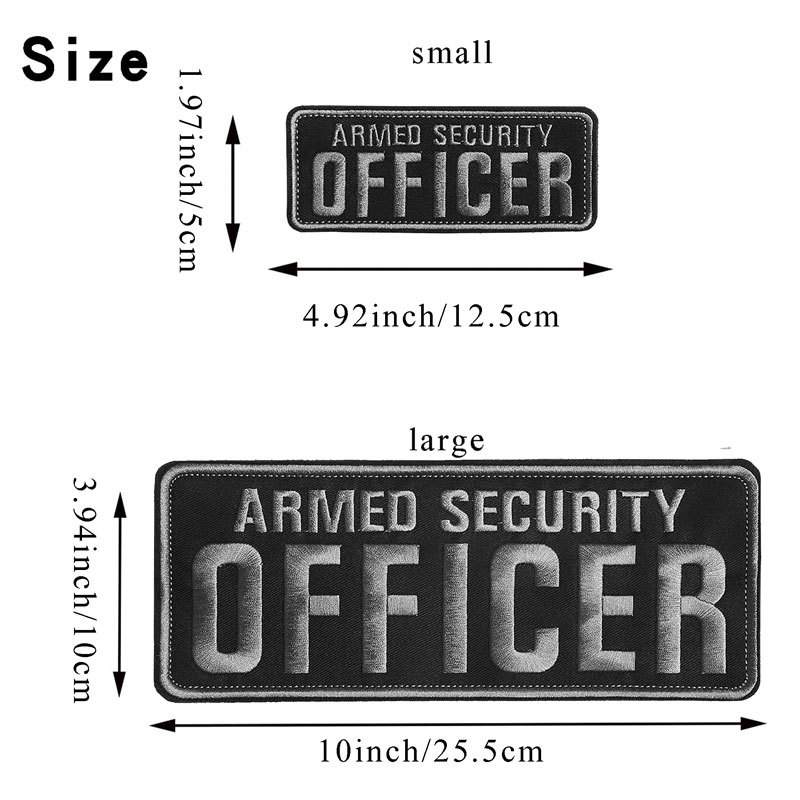 Size
small
1.97inch/5cm
ARMED SECURITY
OFFICER
4.92inch/12.5cm
large
3.94inch/10cm
ARMED SECURITY
OFFICER
10inch/25.5cm